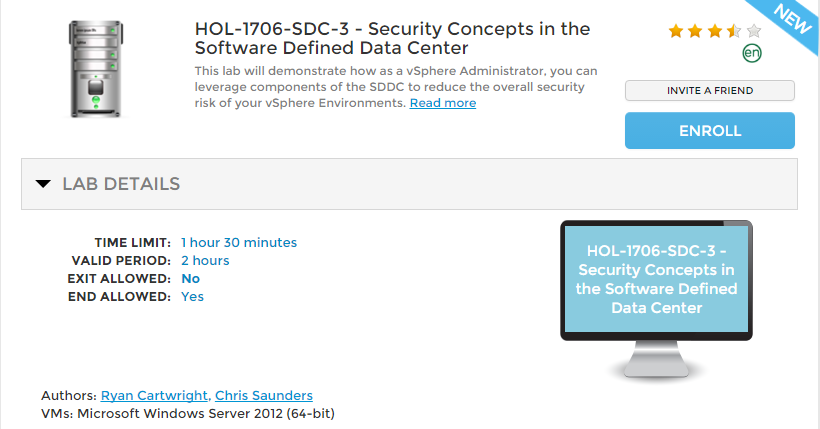 HOL-1706-SDC-3 - Security Concepts in the
Software Defined Data Center
This lab will demonstrate how as a vSphere Administrator, you can
leverage components of the SDDC to reduce the overall security
risk of your vSphere Environments. Read more
NEW
en
INVITE A FRIEND
ENROLL
LAB DETAILS
TIME LIMIT: 1 hour 30 minutes
VALID PERIOD: 2 hours
EXIT ALLOWED: No
END ALLOWED: Yes
HOL-1706-SDC-3 -
Security Concepts in
the Software Defined
Data Center
Authors: Ryan Cartwright, Chris Saunders
VMs: Microsoft Windows Server 2012 (64-bit)